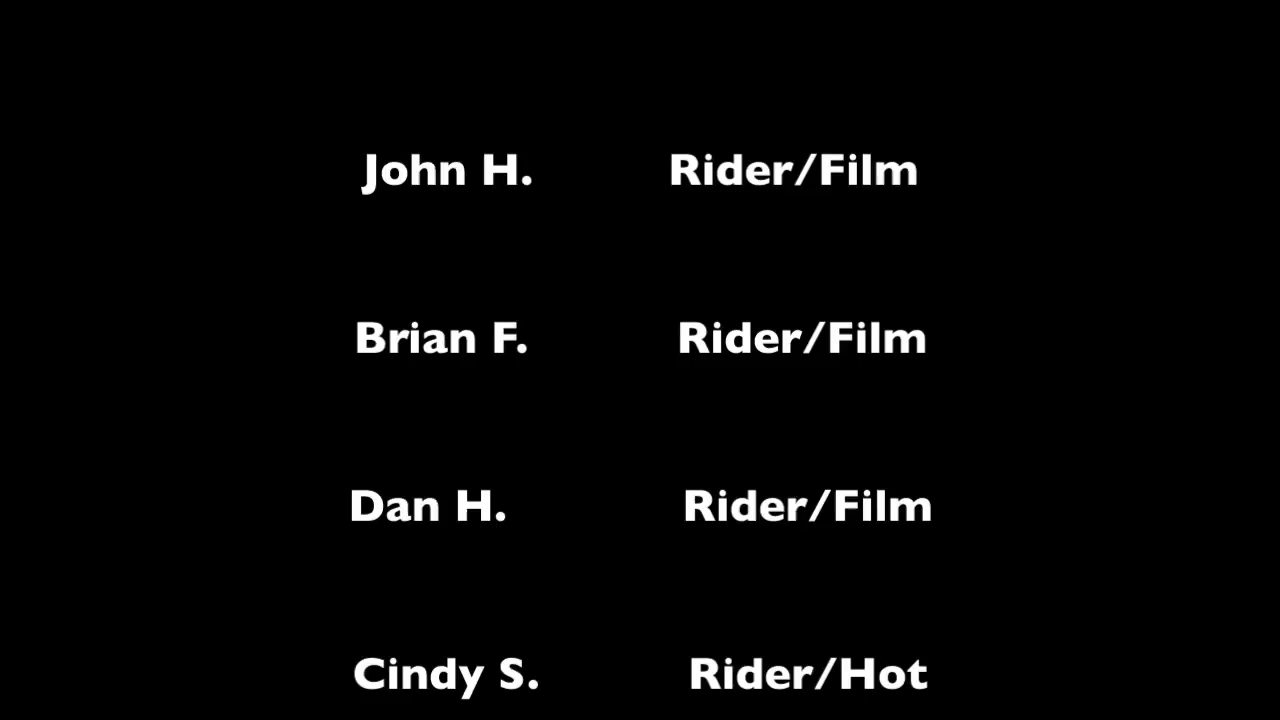 John H. Rider/Film
Brian F. Rider/Film
Dan H. Rider/Film
Cindy S. Rider/Hot